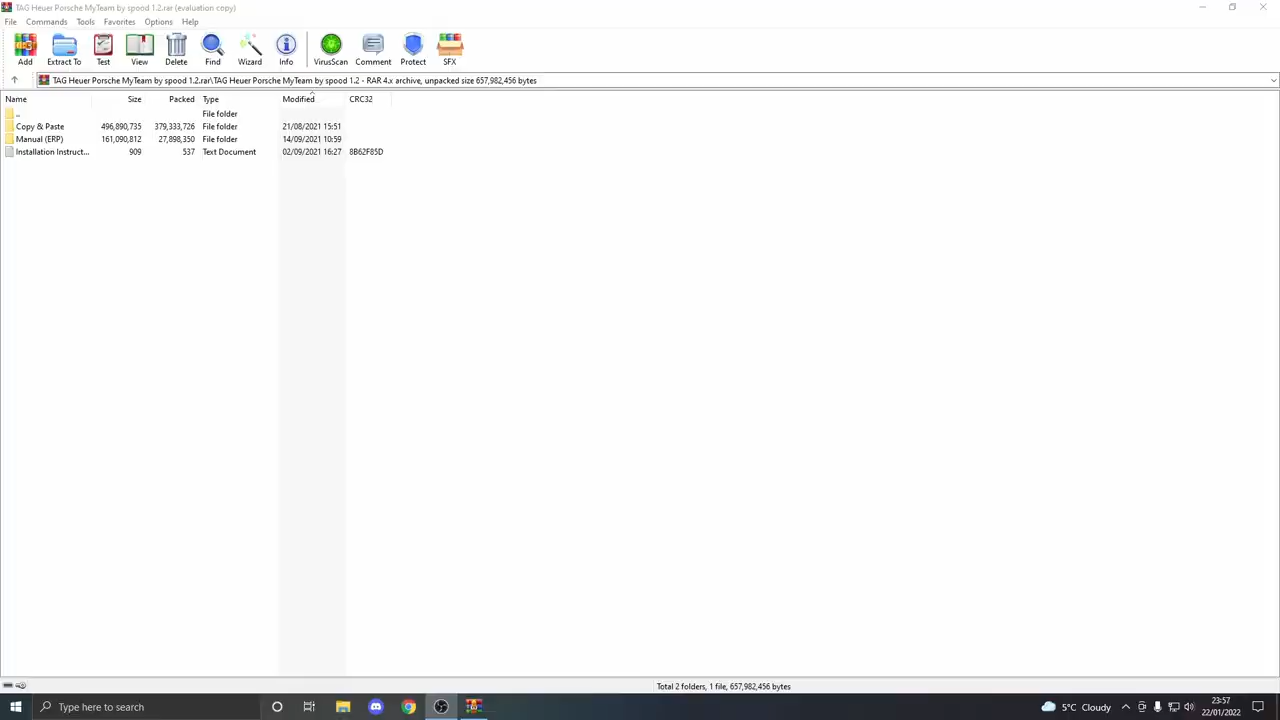 TAG Heuer Porsche MyTeam by spood 1.2.rar (evaluation copy)
File Commands Tools Favorites Options Help
Add Extract To Test View Delete Find Wizard Info VirusScan Comment Protect SFX
TAG Heuer Porsche MyTeam by spood 1.2.rar\TAG Heuer Porsche MyTeam by spood 1.2 - RAR 4.x archive, unpacked size 657,982,456 bytes
Name Size Packed Type Modified CRC32
.. File folder
Copy & Paste 496,890,735 379,333,726 File folder 21/08/2021 15:51
Manual (ERP) 161,090,812 27,898,350 File folder 14/09/2021 10:59
Installation Instruct... 909 537 Text Document 02/09/2021 16:27 8B62F85D
Total 2 folders, 1 file, 657,982,456 bytes
Type here to search
5°C Cloudy
23:57
22/01/2022